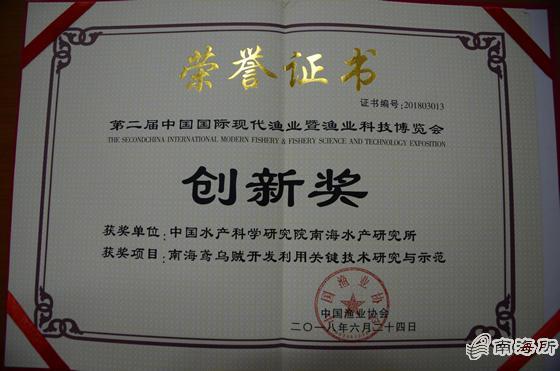 荣誉证书
证书编号:201803013
第二届中国国际现代渔业暨渔业科技博览会
THE SECONDCHINA INTERNATIONAL MODERN FISHERY & FISHERY SCIENCE AND TECHNOLOGY EXPOSITION
创新奖
获奖单位:中国水产科学研究院南海水产研究所
获奖项目:南海鸢乌贼开发利用关键技术研究与示范
中国渔业协会
二〇一八年六月二十四日
中国渔业协会
南海所